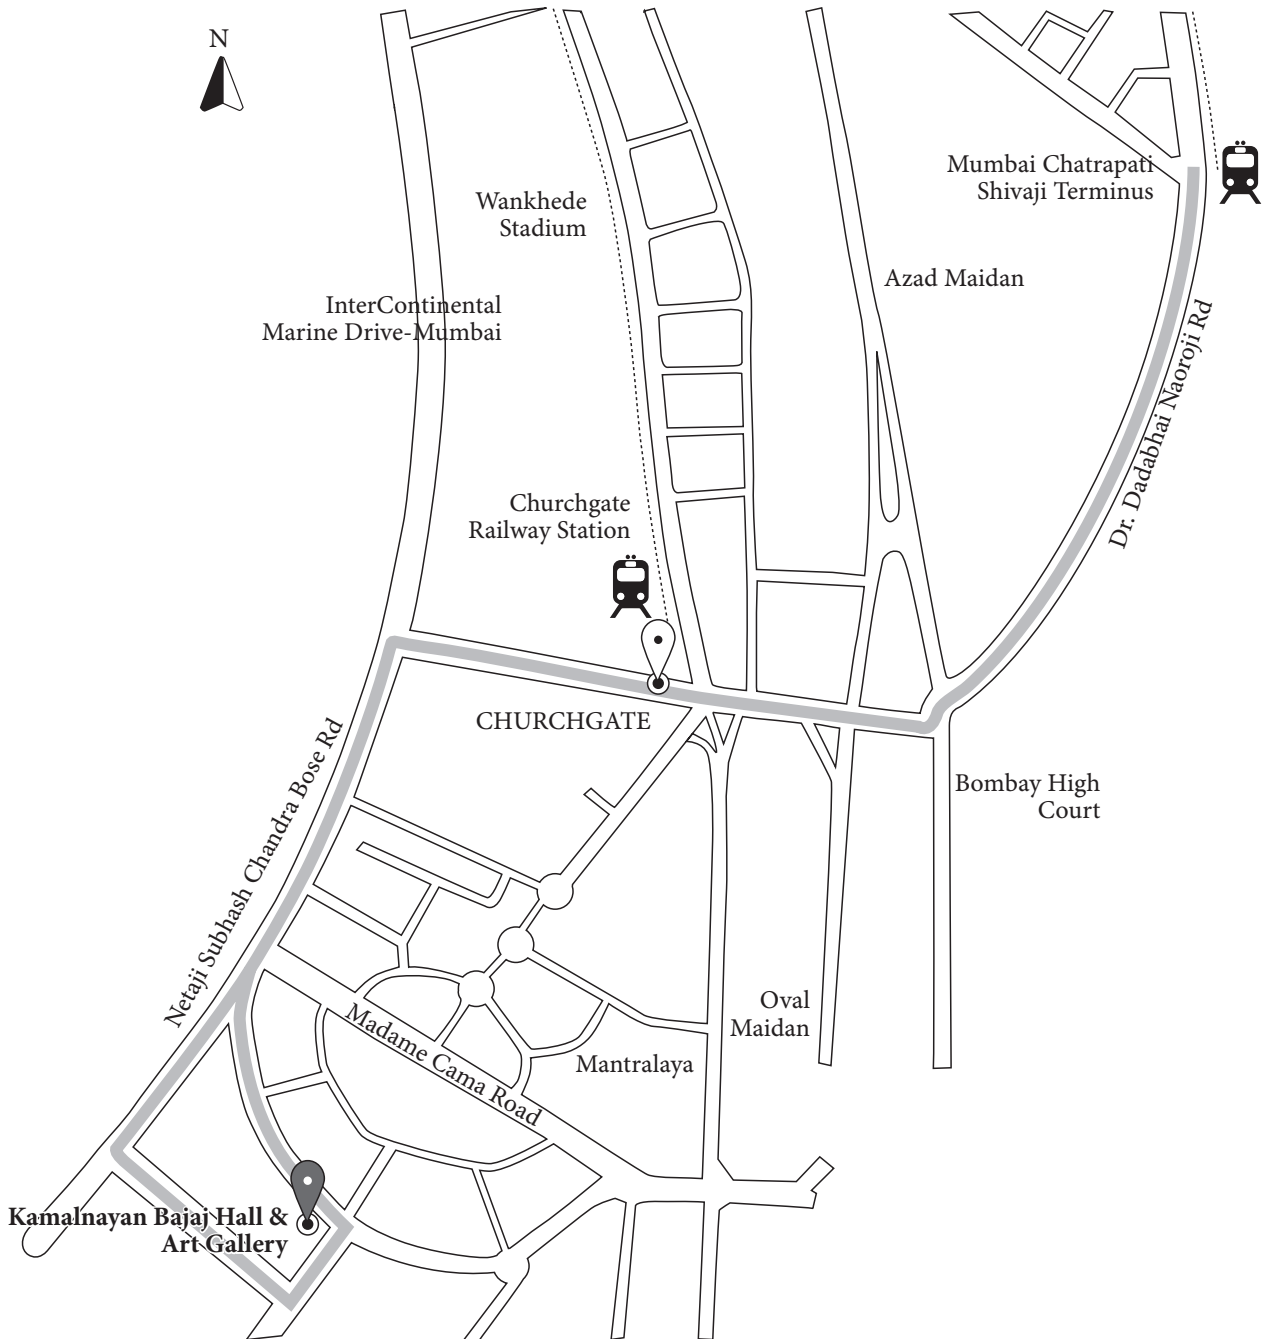 N
Mumbai Chatrapati
Shivaji Terminus
Wankhede
Stadium
Azad Maidan
InterContinental
Marine Drive-Mumbai
Dr. Dadabhai Naoroji Rd
Churchgate
Railway Station
CHURCHGATE
Netaji Subhash Chandra Bose Rd
Bombay High
Court
Oval
Maidan
Madame Cama Road
Mantralaya
Kamalnayan Bajaj Hall &
Art Gallery